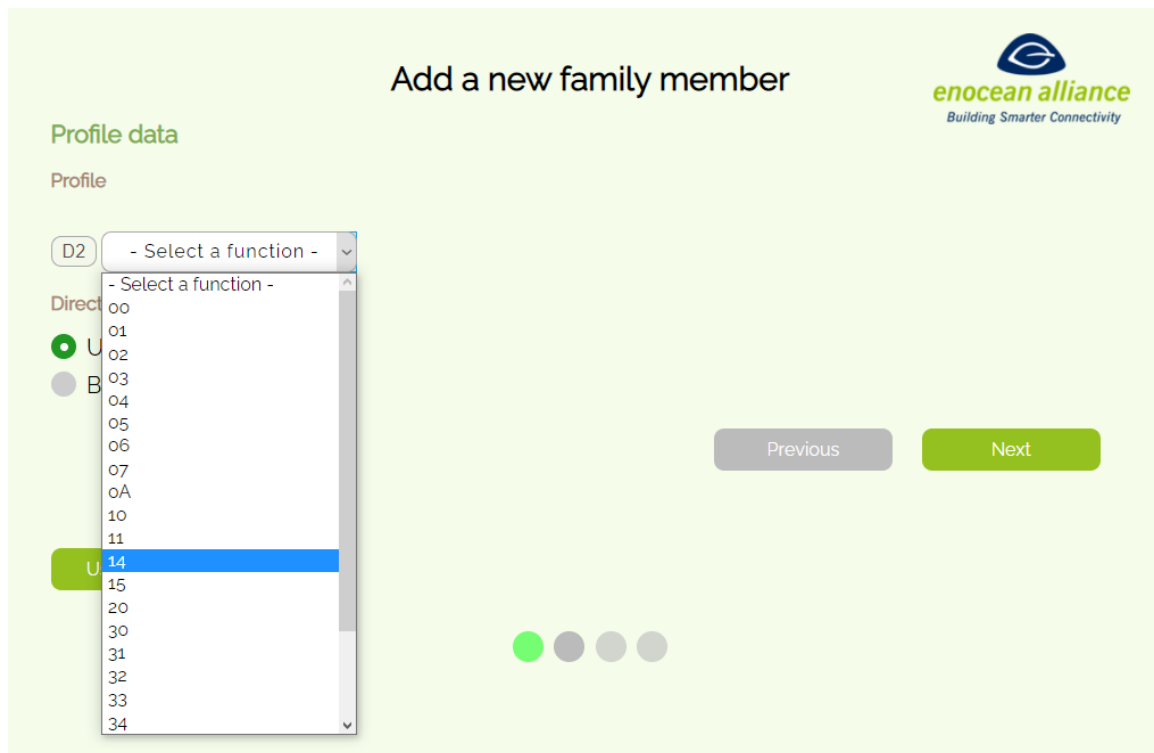 Add a new family member
enocean alliance
Building Smarter Connectivity
Profile data
Profile
D2
- Select a function -
- Select a function -
Direct
00
01
U
02
03
B
04
05
06
07
Previous
Next
0A
10
11
14
U
15
20
30
31
32
33
34